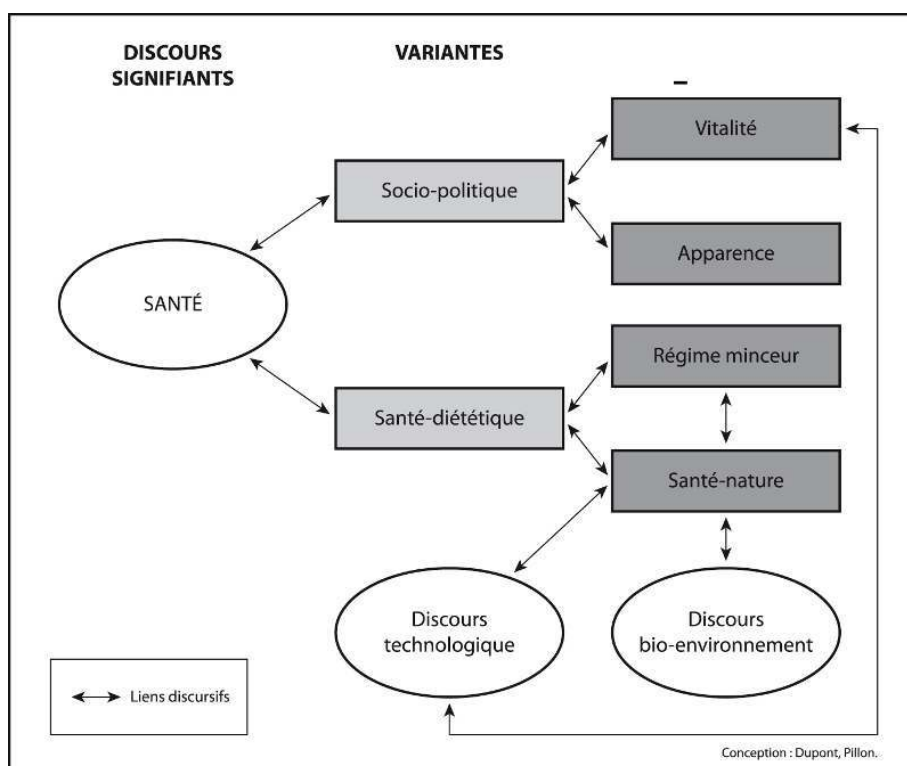 DISCOURS
SIGNIFIANTS
VARIANTES
–
Vitalité
Socio-politique
Apparence
SANTÉ
Régime minceur
Santé-diététique
Santé-nature
Discours
technologique
Discours
bio-environnement
Liens discursifs
Conception : Dupont, Pillon.